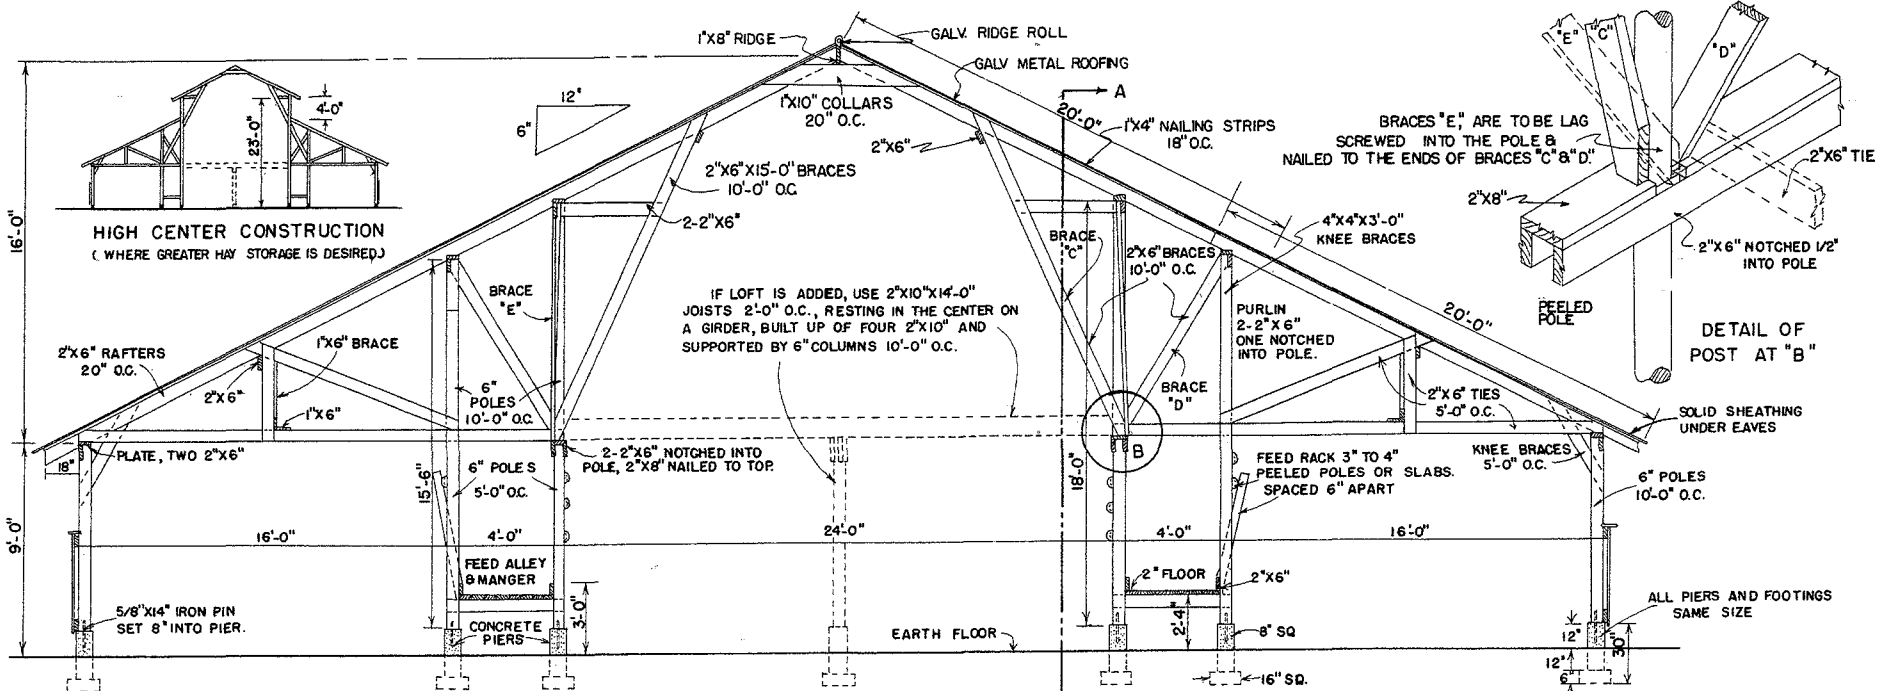 1"X8" RIDGE
GALV. RIDGE ROLL
GALV METAL ROOFING
12"
6"
1"X10" COLLARS
20" O.C.
A
20'-0"
1"X4" NAILING STRIPS
18" O.C.
2"X6"
4'-0"
23'-0"
HIGH CENTER CONSTRUCTION
( WHERE GREATER HAY STORAGE IS DESIRED.)
2"X6"X15'-0" BRACES
10'-0" O.C.
2-2"X6"
4"X4"X3'-0"
KNEE BRACES
BRACE
"C"
2"X6" BRACES
10'-0" O.C.
"E"
"C"
"D"
BRACES "E," ARE TO BE LAG
SCREWED INTO THE POLE &
NAILED TO THE ENDS OF BRACES "C" & "D."
2"X6" TIE
2"X8"
2"X6" NOTCHED 1/2"
INTO POLE
PEELED
POLE
DETAIL OF
POST AT "B"
16'-0"
BRACE
"E"
IF LOFT IS ADDED, USE 2"X10"X14'-0"
JOISTS 2'-0" O.C., RESTING IN THE CENTER ON
A GIRDER, BUILT UP OF FOUR 2"X10" AND
SUPPORTED BY 6" COLUMNS 10'-0" O.C.
PURLIN
2-2"X 6"
ONE NOTCHED
INTO POLE.
20'-0"
2"X6" RAFTERS
20" O.C.
1"X6" BRACE
2"X6"
1"X6"
6"
POLES
10'-0" O.C.
BRACE
"D"
2"X6" TIES
5'-0" O.C.
SOLID SHEATHING
UNDER EAVES
PLATE, TWO 2"X6"
18"
2-2"X6" NOTCHED INTO
POLE, 2"X8" NAILED TO TOP.
B
6" POLES
5'-0" O.C.
15'-6"
18'-0"
FEED RACK 3" TO 4"
PEELED POLES OR SLABS.
SPACED 6" APART
KNEE BRACES
5'-0" O.C.
6" POLES
10'-0" O.C.
9'-0"
16'-0"
4'-0"
24'-0"
4'-0"
16'-0"
FEED ALLEY
& MANGER
2" FLOOR
2"X6"
5/8"X14" IRON PIN
SET 8" INTO PIER.
CONCRETE
PIERS
3'-0"
EARTH FLOOR
2'-4"
8" SQ
16" SQ.
ALL PIERS AND FOOTINGS
SAME SIZE
12"
12"
6"
30"